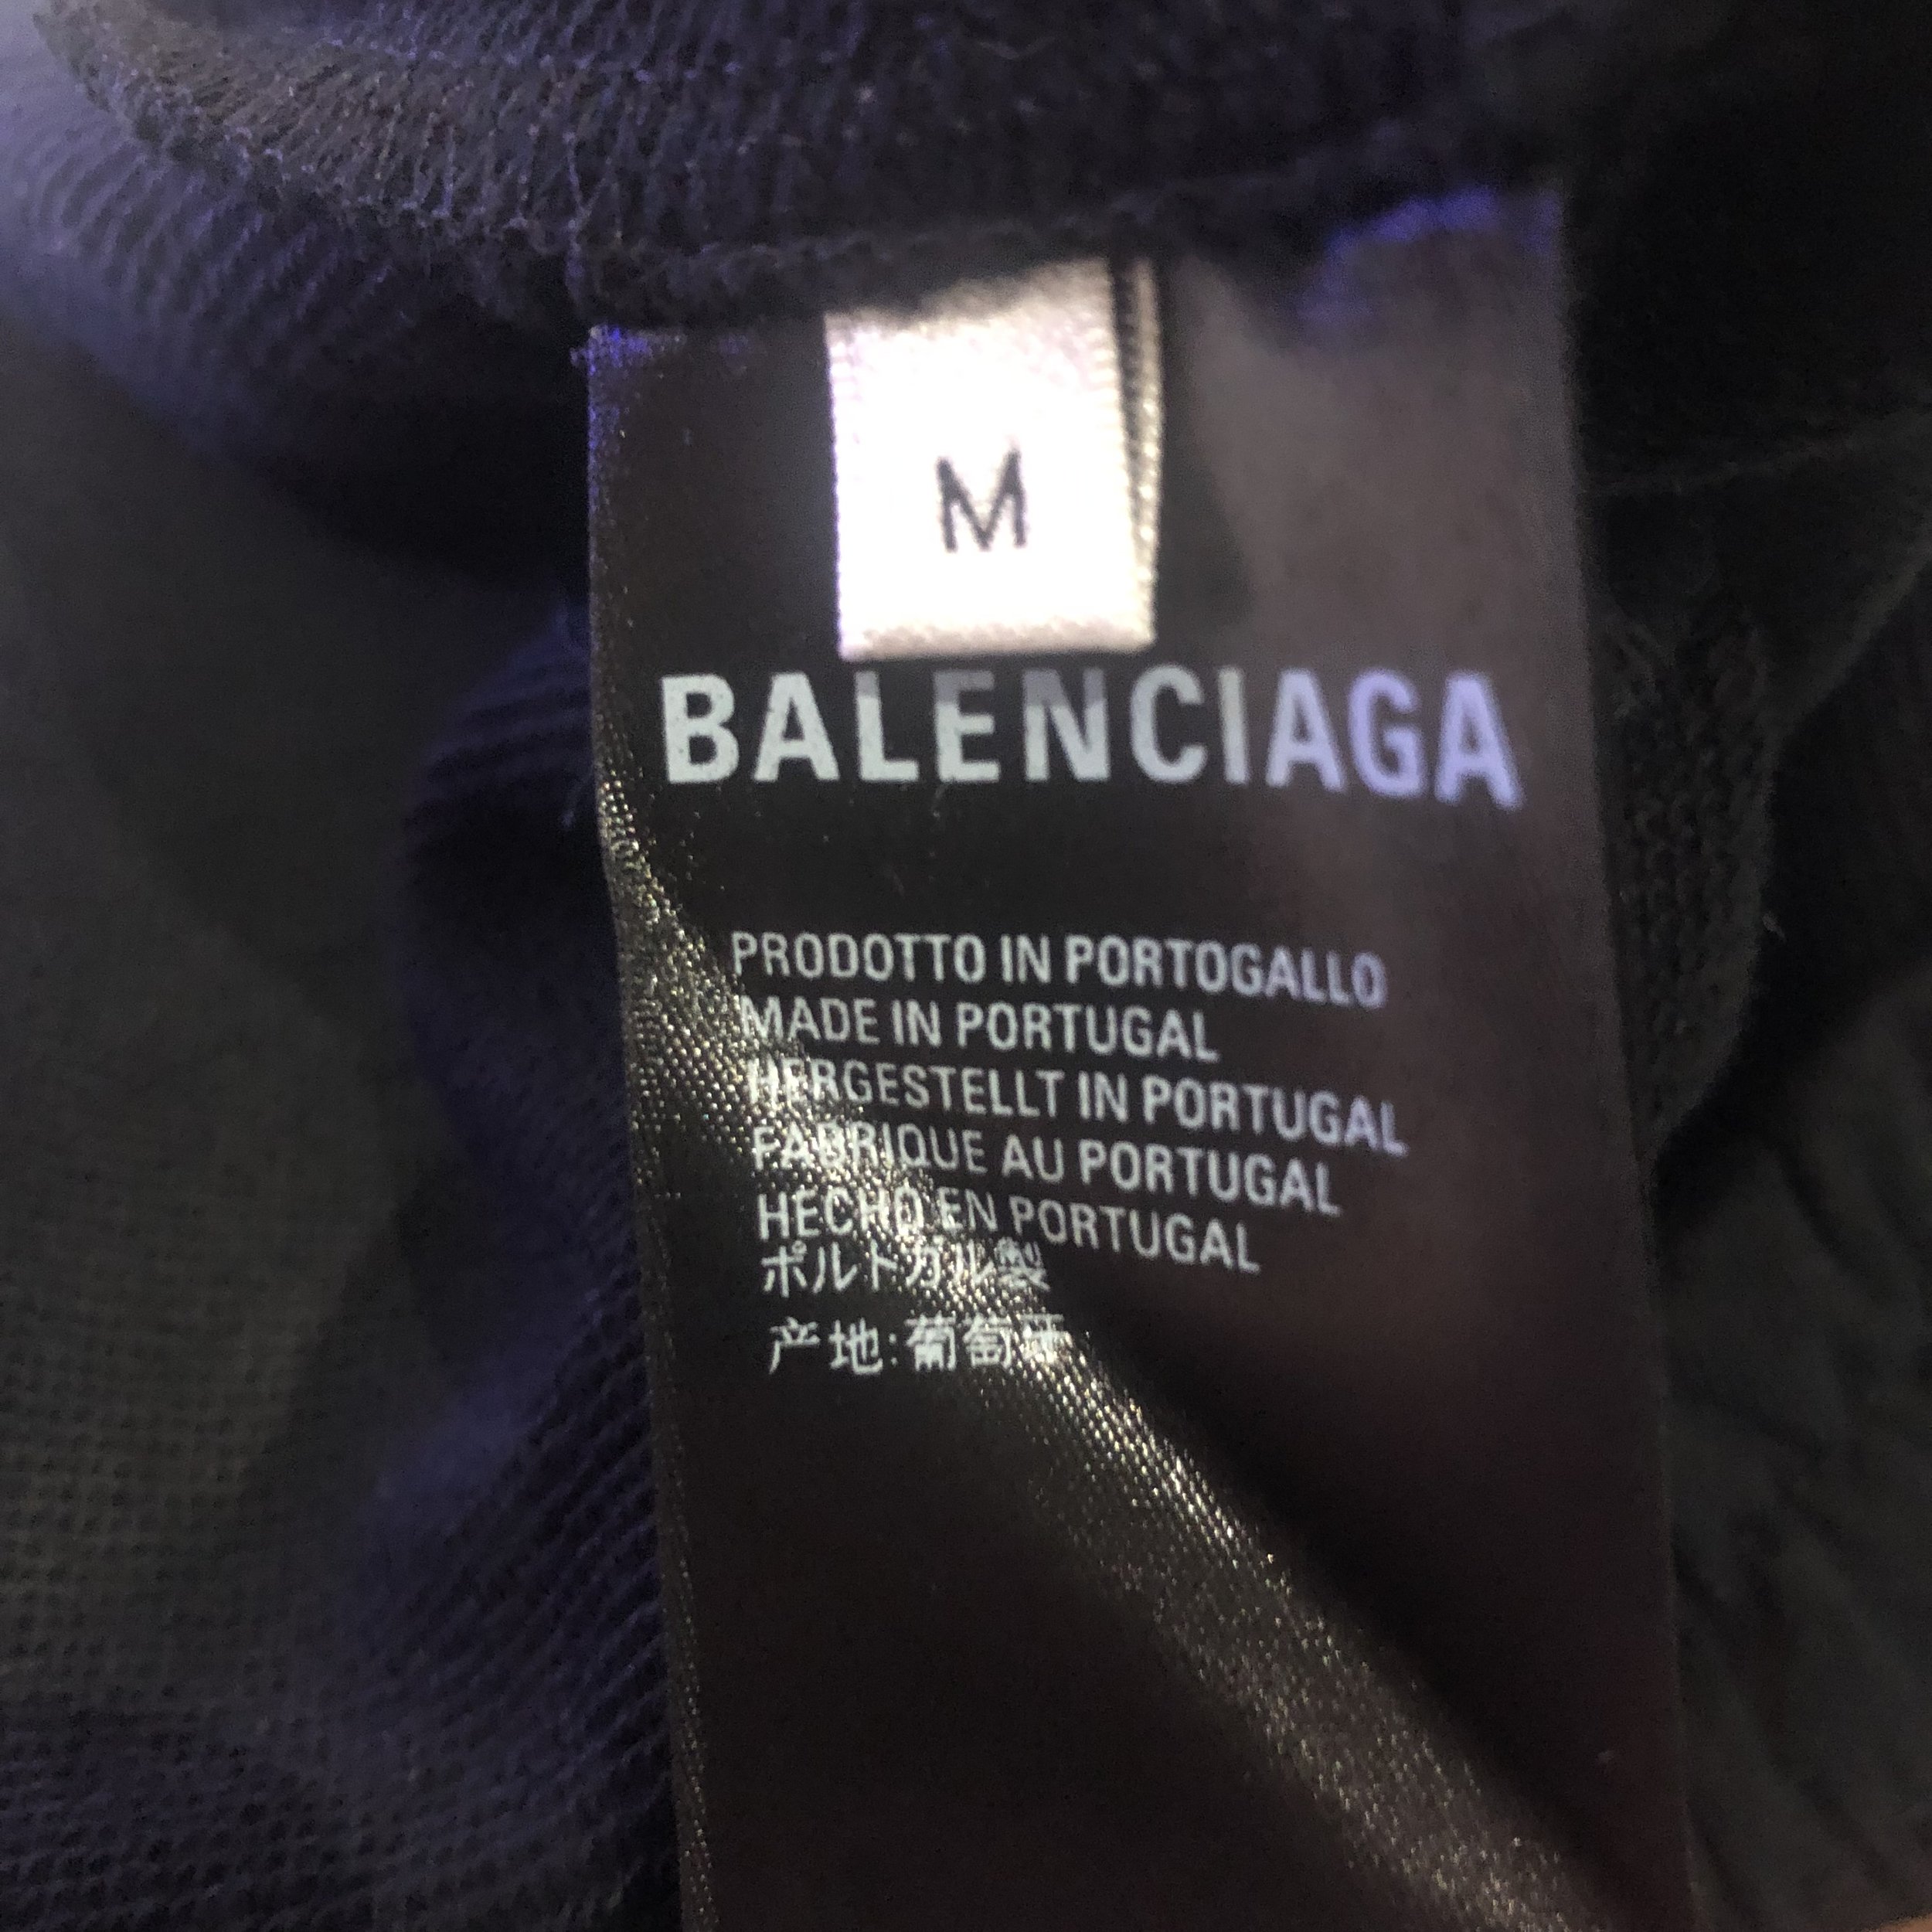 M
BALENCIAGA
PRODOTTO IN PORTOGALLO
MADE IN PORTUGAL
HERGESTELLT IN PORTUGAL
FABRIQUE AU PORTUGAL
HECHO EN PORTUGAL
ポルトガル製
产地:葡萄牙